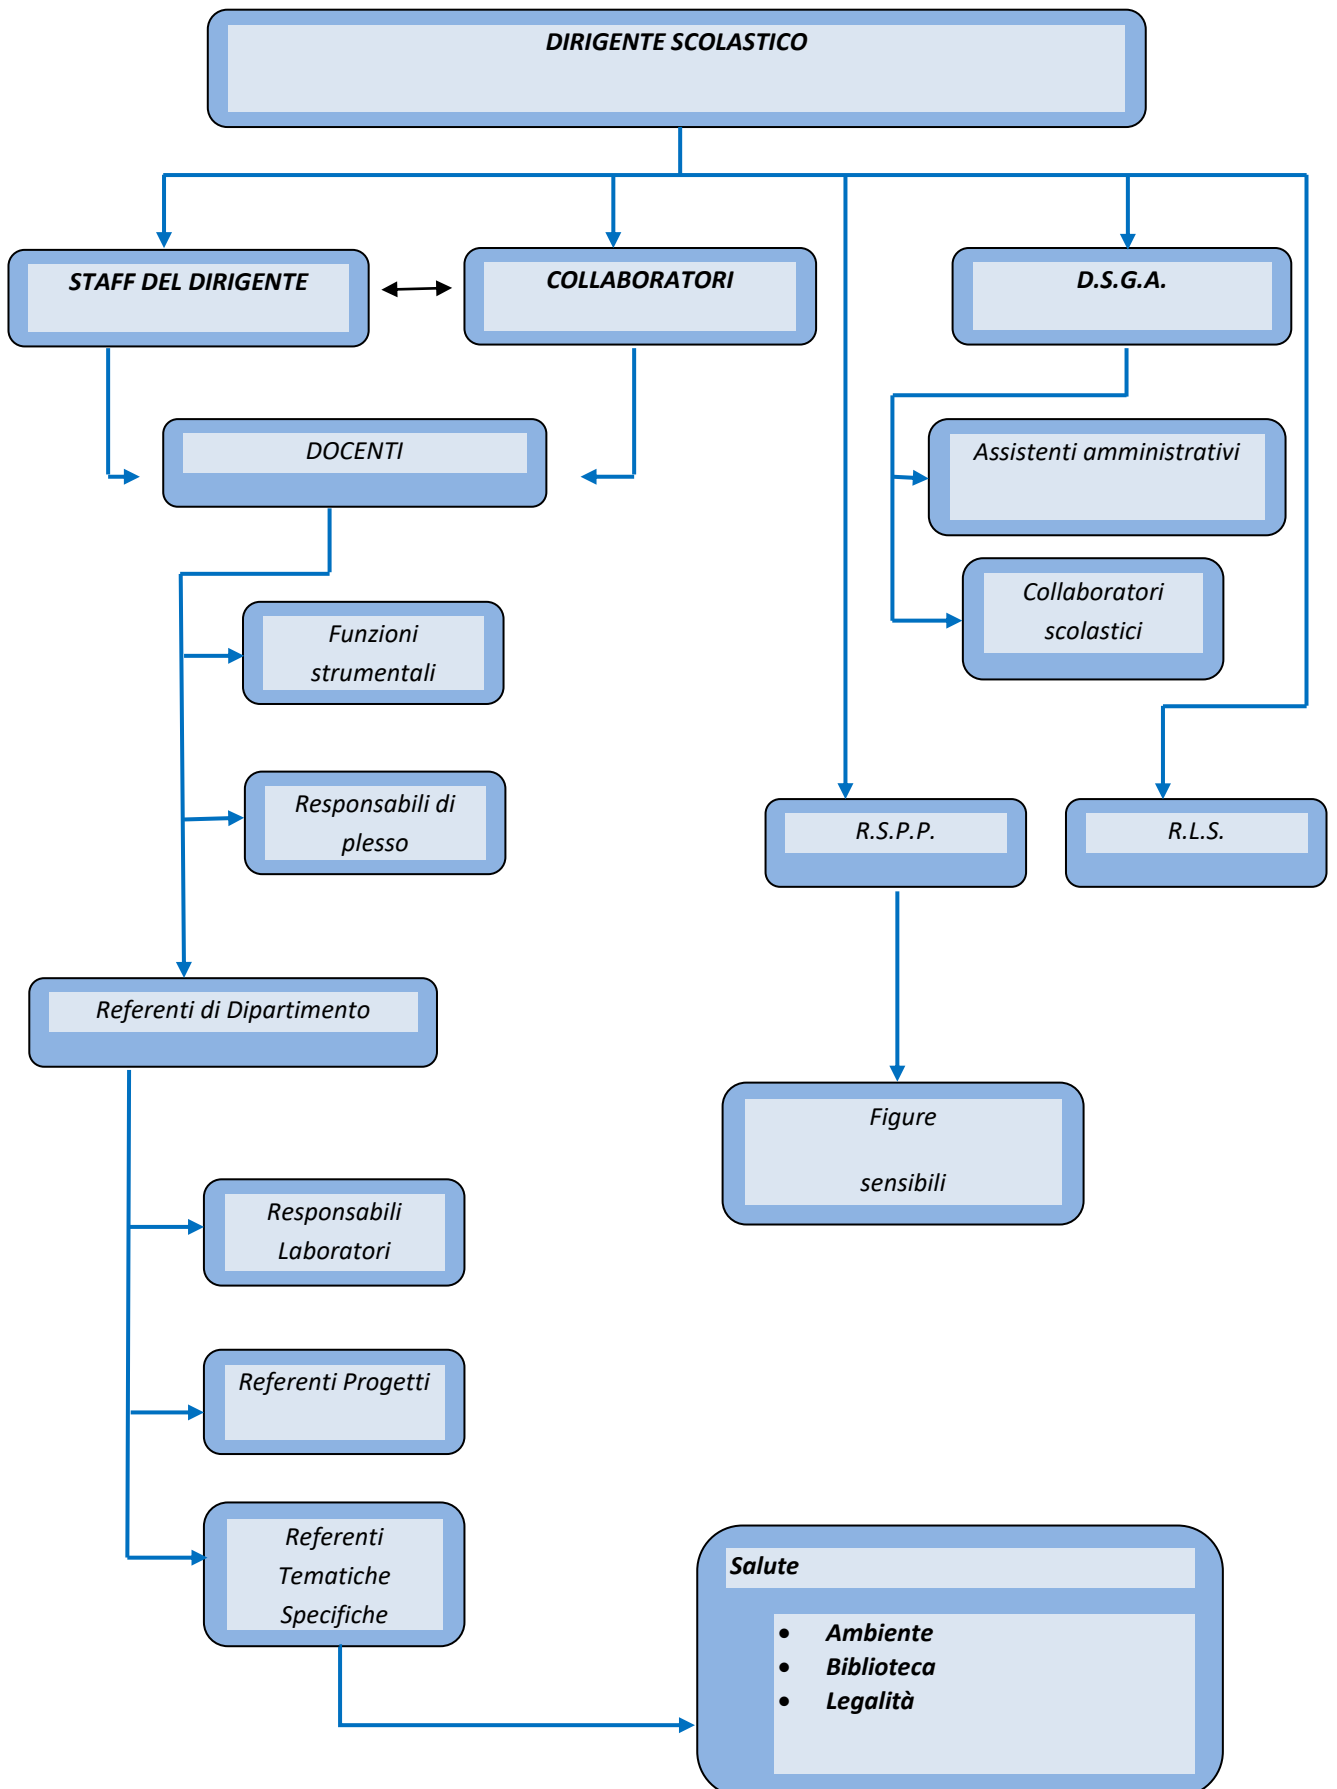 DIRIGENTE SCOLASTICO
STAFF DEL DIRIGENTE
COLLABORATORI
D.S.G.A.
DOCENTI
Assistenti amministrativi
Collaboratori
scolastici
Funzioni
strumentali
Responsabili di
plesso
R.S.P.P.
R.L.S.
Referenti di Dipartimento
Figure
sensibili
Responsabili
Laboratori
Referenti Progetti
Referenti
Tematiche
Specifiche
Salute
• Ambiente
• Biblioteca
• Legalità